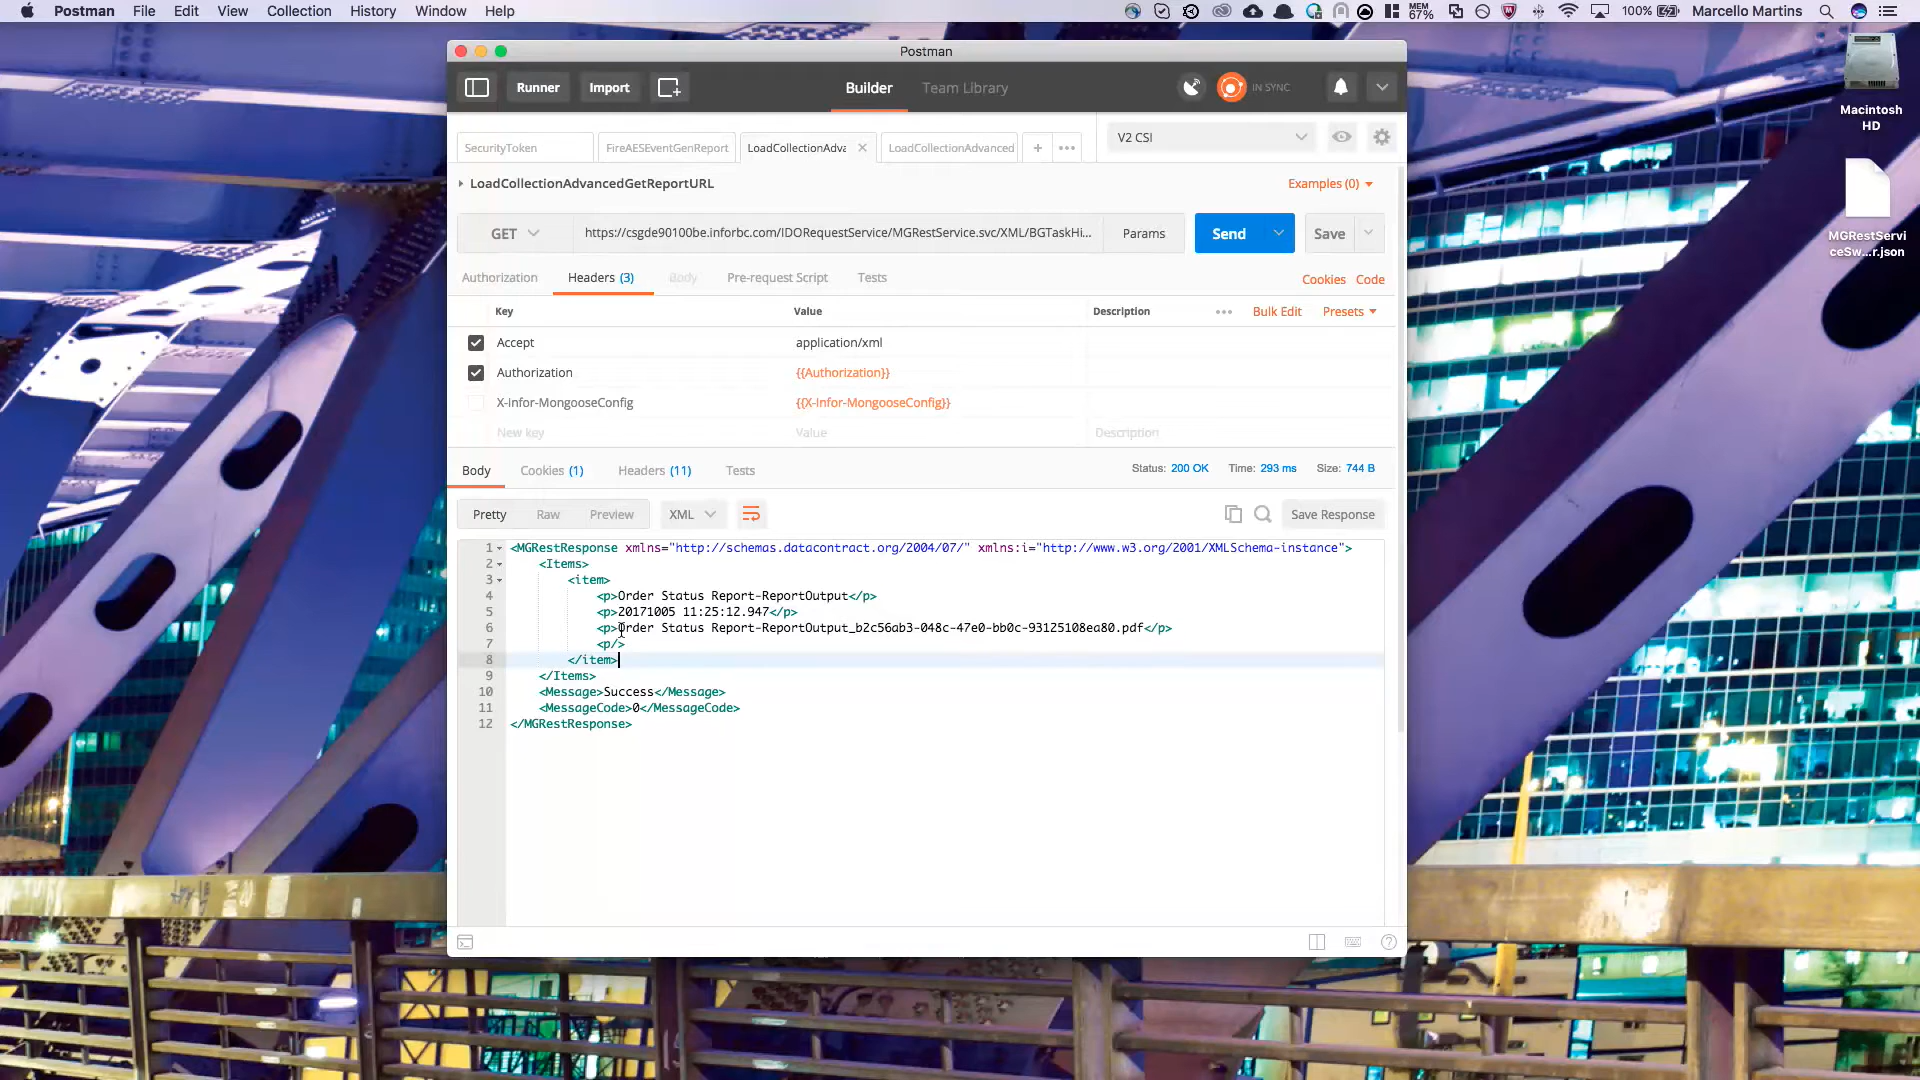 Postman File Edit View Collection History Window Help MEM 67% 100% Marcello Martins
Postman
Runner Import Builder Team Library IN SYNC
SecurityToken FireAESEventGenReport LoadCollectionAdva LoadCollectionAdvanced + ••• V2 CSI
LoadCollectionAdvancedGetReportURL Examples (0)
GET https://csgde90100be.inforbc.com/IDORequestService/MGRestService.svc/XML/BGTaskHi... Params Send Save
Authorization Headers (3) Body Pre-request Script Tests Cookies Code
Key Value Description ••• Bulk Edit Presets
Accept application/xml
Authorization {{Authorization}}
X-Infor-MongooseConfig {{X-Infor-MongooseConfig}}
New key Value Description
Body Cookies (1) Headers (11) Tests Status: 200 OK Time: 293 ms Size: 744 B
Pretty Raw Preview XML Save Response
1 <MGRestResponse xmlns="http://schemas.datacontract.org/2004/07/" xmlns:i="http://www.w3.org/2001/XMLSchema-instance">
2 <Items>
3 <item>
4 <p>Order Status Report-ReportOutput</p>
5 <p>20171005 11:25:12.947</p>
6 <p>Order Status Report-ReportOutput_b2c56ab3-048c-47e0-bb0c-93125108ea80.pdf</p>
7 <p/>
8 </item>
9 </Items>
10 <Message>Success</Message>
11 <MessageCode>0</MessageCode>
12 </MGRestResponse>
Macintosh
HD
MGRestServi
ceSw...r.json